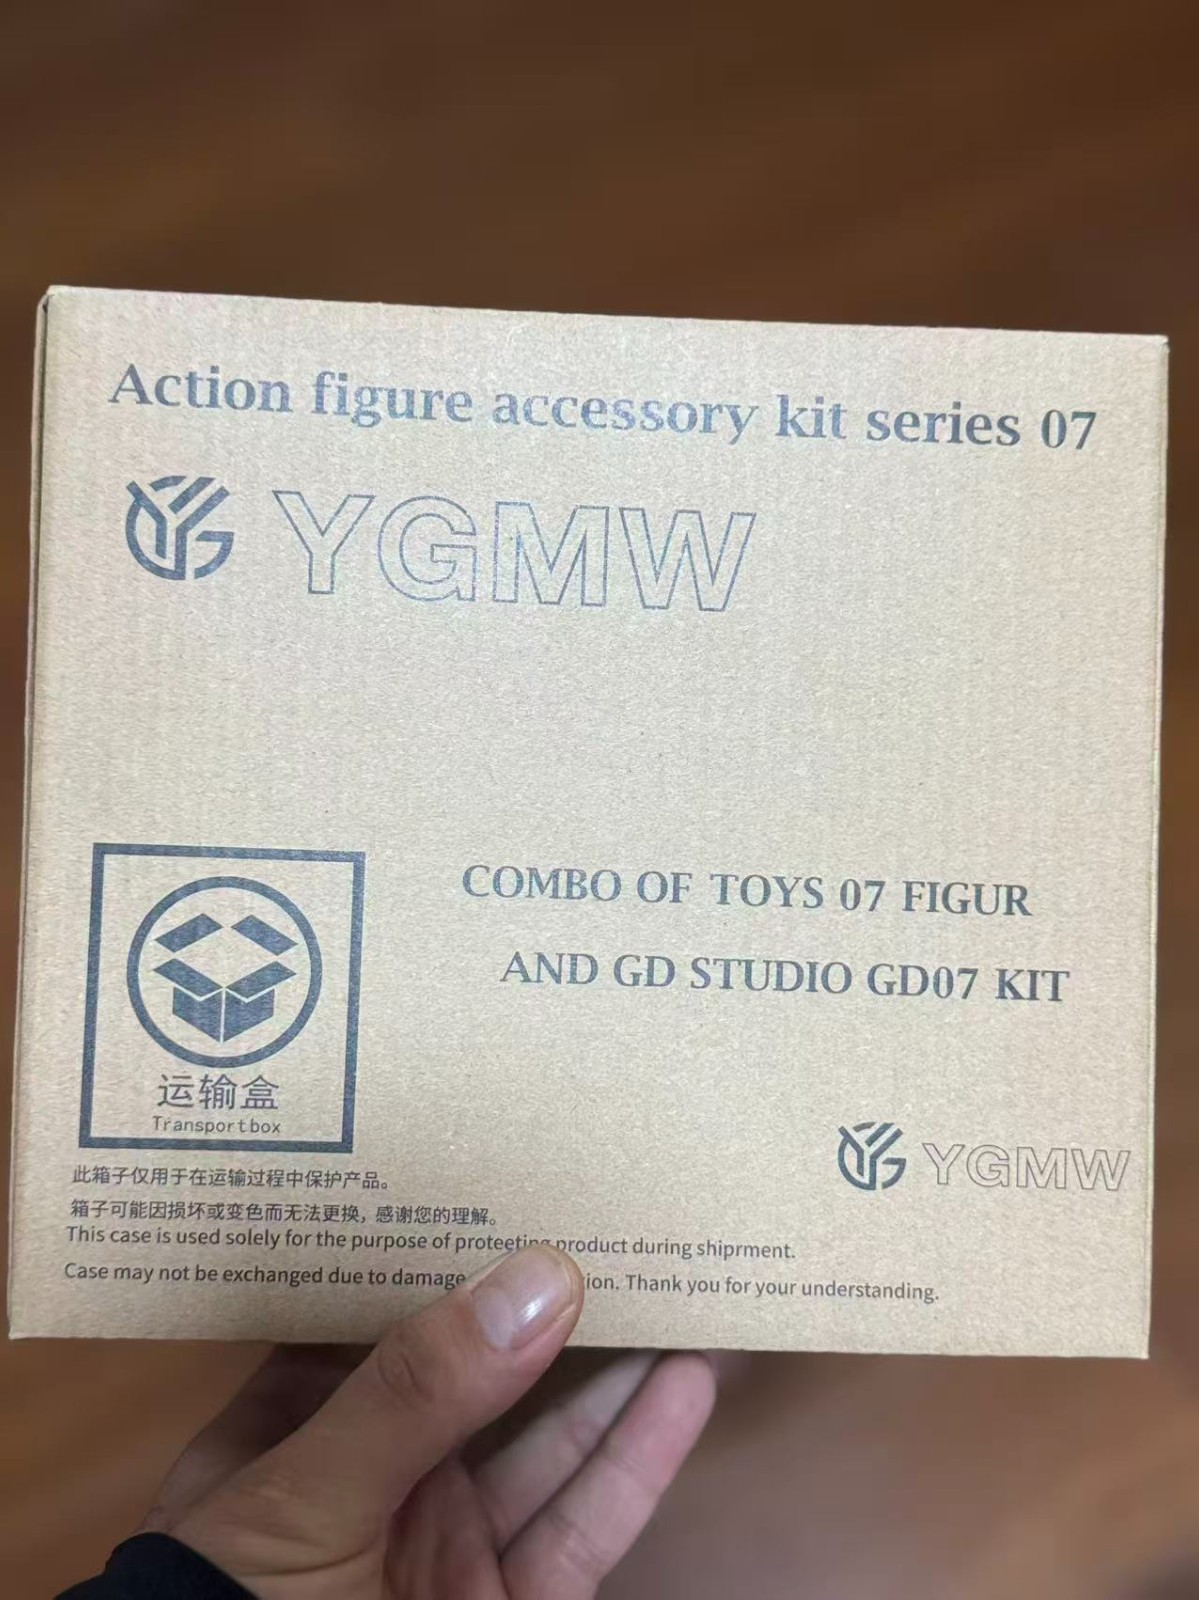 Action figure accessory kit series 07
YGMW
COMBO OF TOYS 07 FIGUR
AND GD STUDIO GD07 KIT
运输盒
Transportbox
YGMW
此箱子仅用于在运输过程中保护产品。
箱子可能因损坏或变色而无法更换，感谢您的理解。
This case is used solely for the purpose of proteeting product during shiprment.
Case may not be exchanged due to damage ion. Thank you for your understanding.